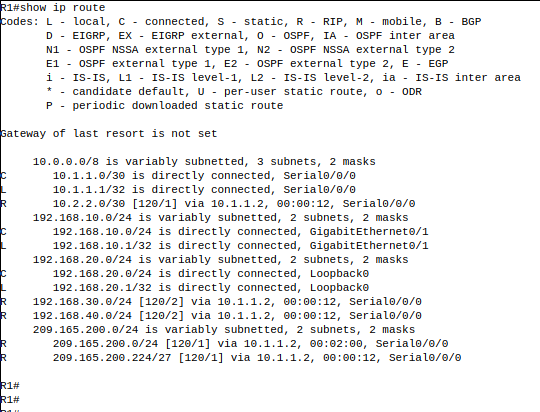 R1#show ip route
Codes: L - local, C - connected, S - static, R - RIP, M - mobile, B - BGP
D - EIGRP, EX - EIGRP external, O - OSPF, IA - OSPF inter area
N1 - OSPF NSSA external type 1, N2 - OSPF NSSA external type 2
E1 - OSPF external type 1, E2 - OSPF external type 2, E - EGP
i - IS-IS, L1 - IS-IS level-1, L2 - IS-IS level-2, ia - IS-IS inter area
* - candidate default, U - per-user static route, o - ODR
P - periodic downloaded static route
Gateway of last resort is not set
10.0.0.0/8 is variably subnetted, 3 subnets, 2 masks
C 10.1.1.0/30 is directly connected, Serial0/0/0
L 10.1.1.1/32 is directly connected, Serial0/0/0
R 10.2.2.0/30 [120/1] via 10.1.1.2, 00:00:12, Serial0/0/0
192.168.10.0/24 is variably subnetted, 2 subnets, 2 masks
C 192.168.10.0/24 is directly connected, GigabitEthernet0/1
L 192.168.10.1/32 is directly connected, GigabitEthernet0/1
192.168.20.0/24 is variably subnetted, 2 subnets, 2 masks
C 192.168.20.0/24 is directly connected, Loopback0
L 192.168.20.1/32 is directly connected, Loopback0
R 192.168.30.0/24 [120/2] via 10.1.1.2, 00:00:12, Serial0/0/0
R 192.168.40.0/24 [120/2] via 10.1.1.2, 00:00:12, Serial0/0/0
209.165.200.0/24 is variably subnetted, 2 subnets, 2 masks
R 209.165.200.0/24 [120/1] via 10.1.1.2, 00:02:00, Serial0/0/0
R 209.165.200.224/27 [120/1] via 10.1.1.2, 00:00:12, Serial0/0/0
R1#
R1#
R1#